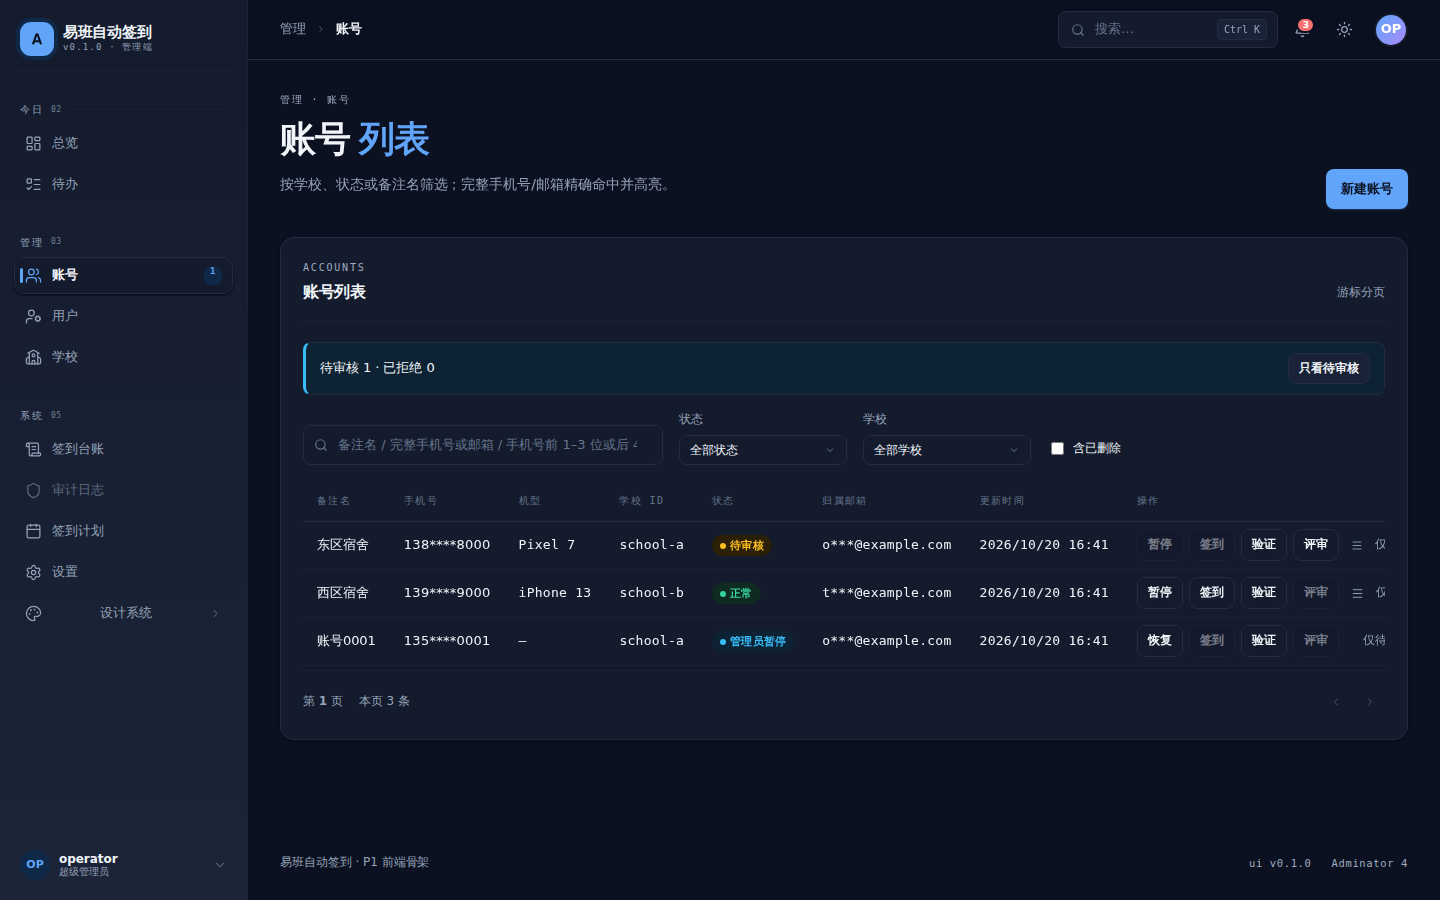 A
易班自动签到
v0.1.0 · 管理端
今日 02
总览
待办
管理 03
账号 1
用户
学校
系统 05
签到台账
审计日志
签到计划
设置
设计系统
OP
operator
超级管理员
管理 › 账号
搜索… Ctrl K
3
OP
管理 · 账号
账号 列表
按学校、状态或备注名筛选；完整手机号/邮箱精确命中并高亮。
新建账号
ACCOUNTS
账号列表
游标分页
待审核 1 · 已拒绝 0
只看待审核
备注名 / 完整手机号或邮箱 / 手机号前 1–3 位或后
状态
全部状态
学校
全部学校
含已删除
备注名 手机号 机型 学校 ID 状态 归属邮箱 更新时间 操作
东区宿舍 138****8000 Pixel 7 school-a 待审核 o***@example.com 2026/10/20 16:41 暂停 签到 验证 评审 仅
西区宿舍 139****9000 iPhone 13 school-b 正常 t***@example.com 2026/10/20 16:41 暂停 签到 验证 评审
账号0001 135****0001 — school-a 管理员暂停 o***@example.com 2026/10/20 16:41 恢复 签到 验证 评审 仅待
第 1 页 本页 3 条
易班自动签到 · P1 前端骨架
ui v0.1.0 Adminator 4